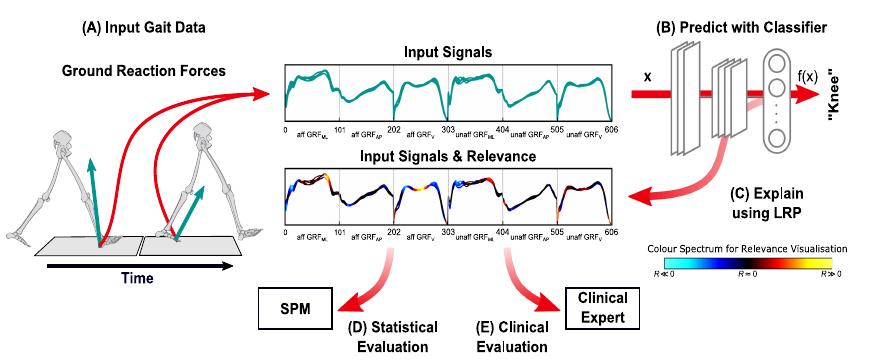 (A) Input Gait Data
(B) Predict with Classifier
Input Signals
Ground Reaction Forces
x
f(x)
"Knee"
0 101 202 303 404 505 606
aff GRF_ML aff GRF_AP aff GRF_V unaff GRF_ML unaff GRF_AP unaff GRF_V
Input Signals & Relevance
0 101 202 303 404 505 606
aff GRF_ML aff GRF_AP aff GRF_V unaff GRF_ML unaff GRF_AP unaff GRF_V
(C) Explain
using LRP
Colour Spectrum for Relevance Visualisation
R≪0 R≈0 R≫0
Time
SPM
(D) Statistical
Evaluation
(E) Clinical
Evaluation
Clinical
Expert